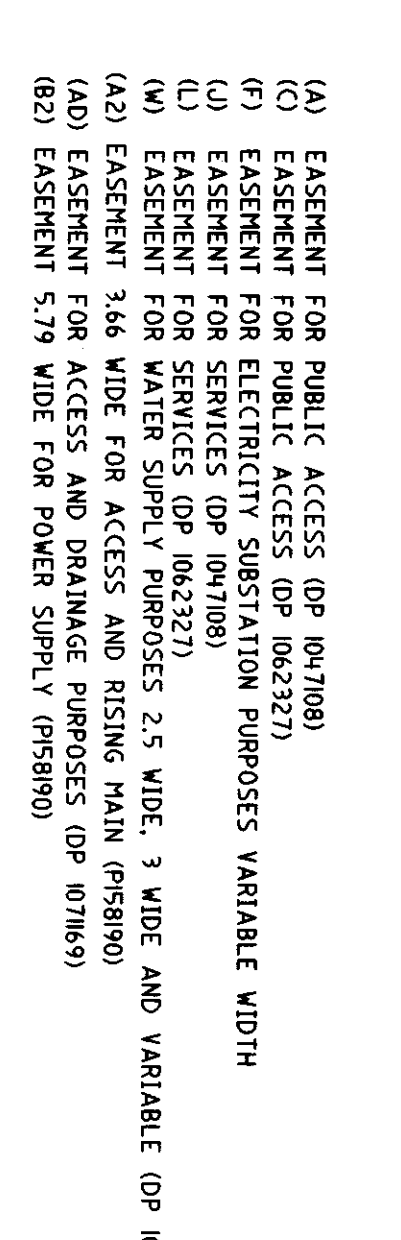 (A) EASEMENT FOR PUBLIC ACCESS (DP 1047108)
(C) EASEMENT FOR PUBLIC ACCESS (DP 1062327)
(F) EASEMENT FOR ELECTRICITY SUBSTATION PURPOSES VARIABLE WIDTH
(J) EASEMENT FOR SERVICES (DP 1047108)
(L) EASEMENT FOR SERVICES (DP 1062327)
(W) EASEMENT FOR WATER SUPPLY PURPOSES 2.5 WIDE, 3 WIDE AND VARIABLE (DP
(A2) EASEMENT 3.66 WIDE FOR ACCESS AND RISING MAIN (P158190)
(AD) EASEMENT FOR ACCESS AND DRAINAGE PURPOSES (DP 1071169)
(B2) EASEMENT 5.79 WIDE FOR POWER SUPPLY (P158190)